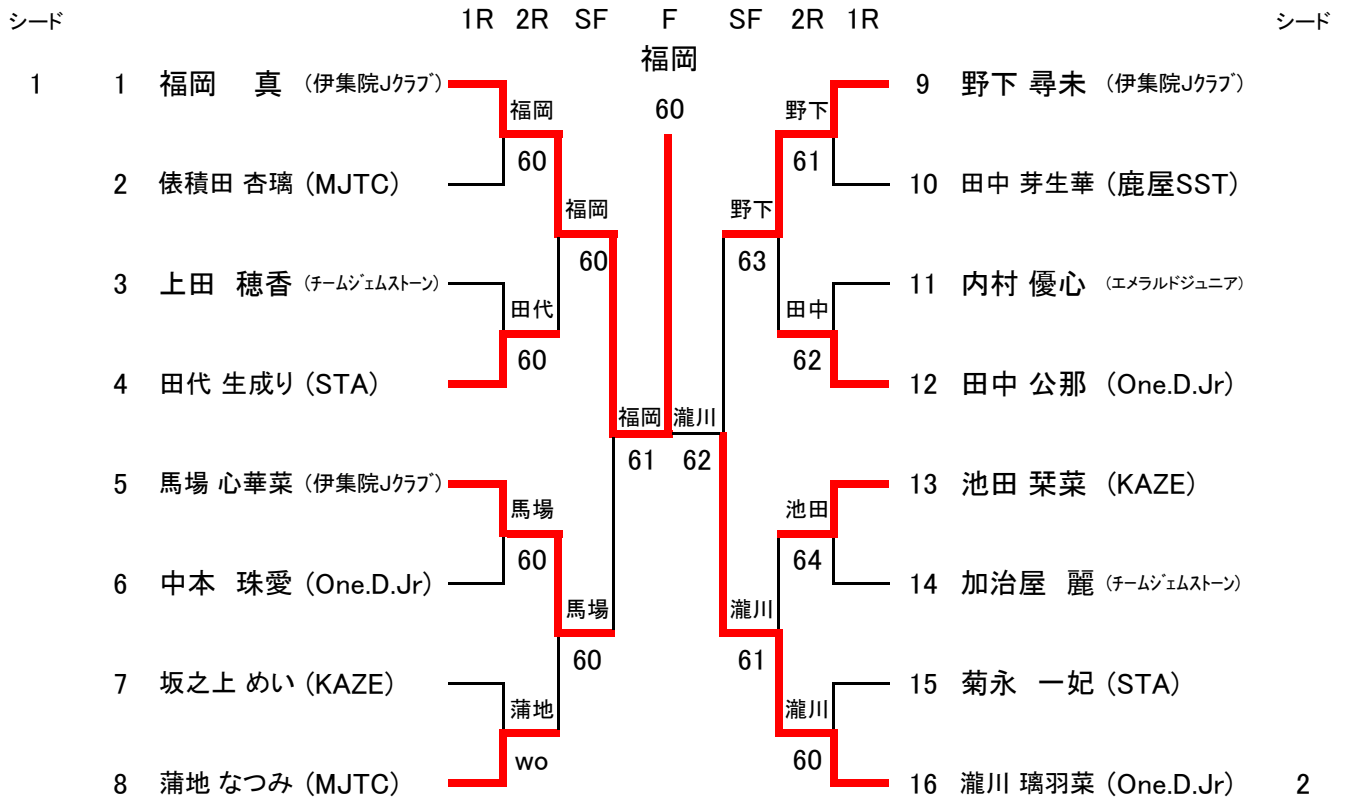 シード 1R 2R SF F SF 2R 1R シード
福岡
1 1 福岡 真 (伊集院Jｸﾗﾌﾞ) 9 野下 尋未 (伊集院Jｸﾗﾌﾞ)
福岡 60 野下
60 61
2 俵積田 杏璃 (MJTC) 10 田中 芽生華 (鹿屋SST)
福岡 野下
60 63
3 上田 穂香 (ﾁｰﾑｼﾞｪﾑｽﾄｰﾝ) 11 内村 優心 (エメラルドジュニア)
田代 田中
60 62
4 田代 生成り (STA) 12 田中 公那 (One.D.Jr)
福岡 瀧川
61 62
5 馬場 心華菜 (伊集院Jｸﾗﾌﾞ) 13 池田 栞菜 (KAZE)
馬場 池田
60 64
6 中本 珠愛 (One.D.Jr) 14 加治屋 麗 (ﾁｰﾑｼﾞｪﾑｽﾄｰﾝ)
馬場 瀧川
60 61
7 坂之上 めい (KAZE) 15 菊永 一妃 (STA)
蒲地 瀧川
wo 60
8 蒲地 なつみ (MJTC) 16 瀧川 璃羽菜 (One.D.Jr) 2